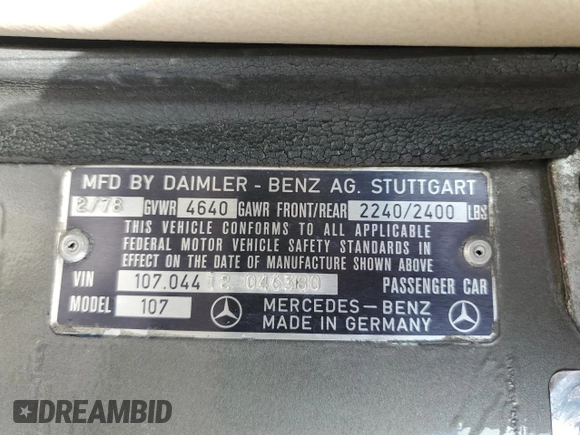 MFD BY DAIMLER - BENZ AG. STUTTGART
2/78 GVWR 4640 GAWR FRONT/REAR 2240/2400 LBS
THIS VEHICLE CONFORMS TO ALL APPLICABLE
FEDERAL MOTOR VEHICLE SAFETY STANDARDS IN
EFFECT ON THE DATE OF MANUFACTURE SHOWN ABOVE
VIN 107.044 12 046380 PASSENGER CAR
MODEL 107 MERCEDES-BENZ
MADE IN GERMANY
DREAMBID